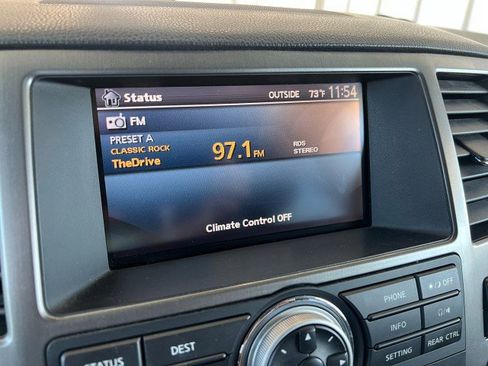 Status OUTSIDE 73°F 11:54
FM
PRESET A
CLASSIC ROCK 97.1 FM RDS
TheDrive STEREO
Climate Control OFF
PHONE OFF
INFO
STATUS DEST SETTING REAR CTRL